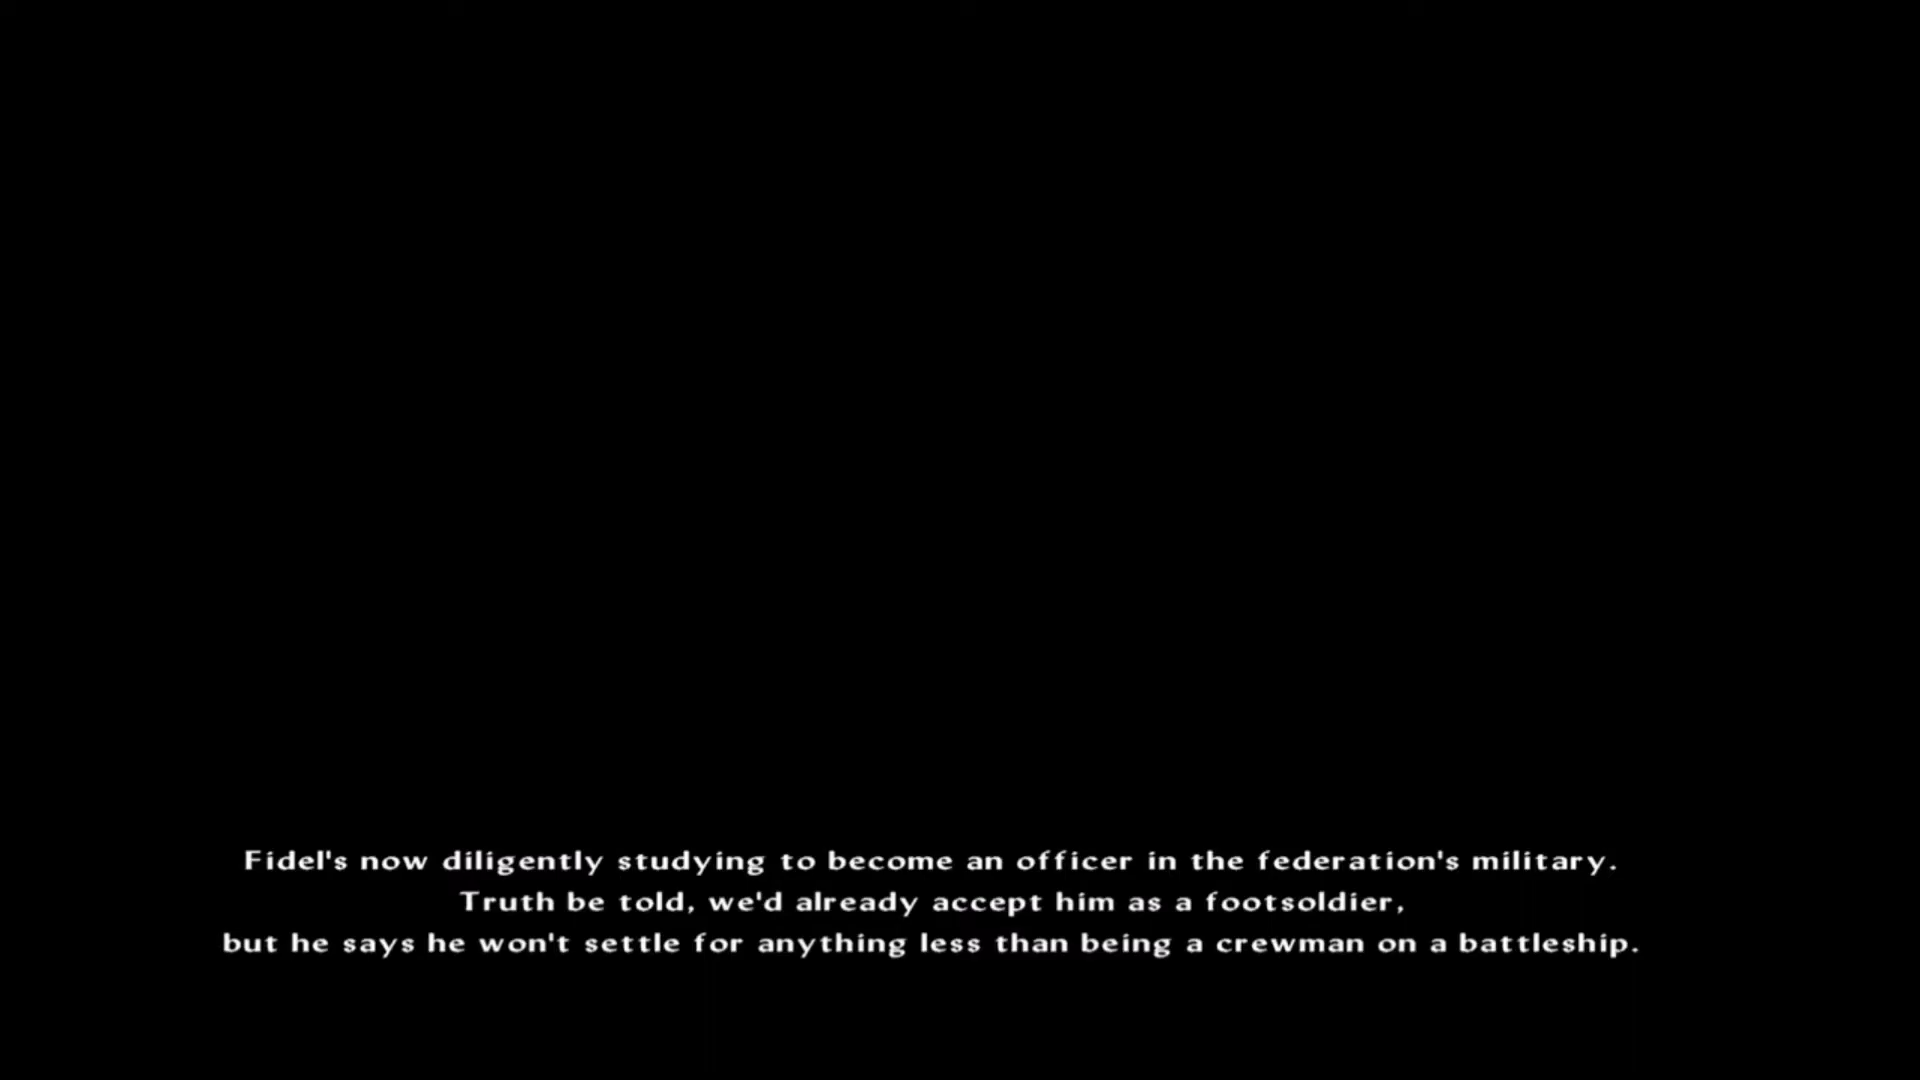 Fidel's now diligently studying to become an officer in the federation's military.
Truth be told, we'd already accept him as a footsoldier,
but he says he won't settle for anything less than being a crewman on a battleship.